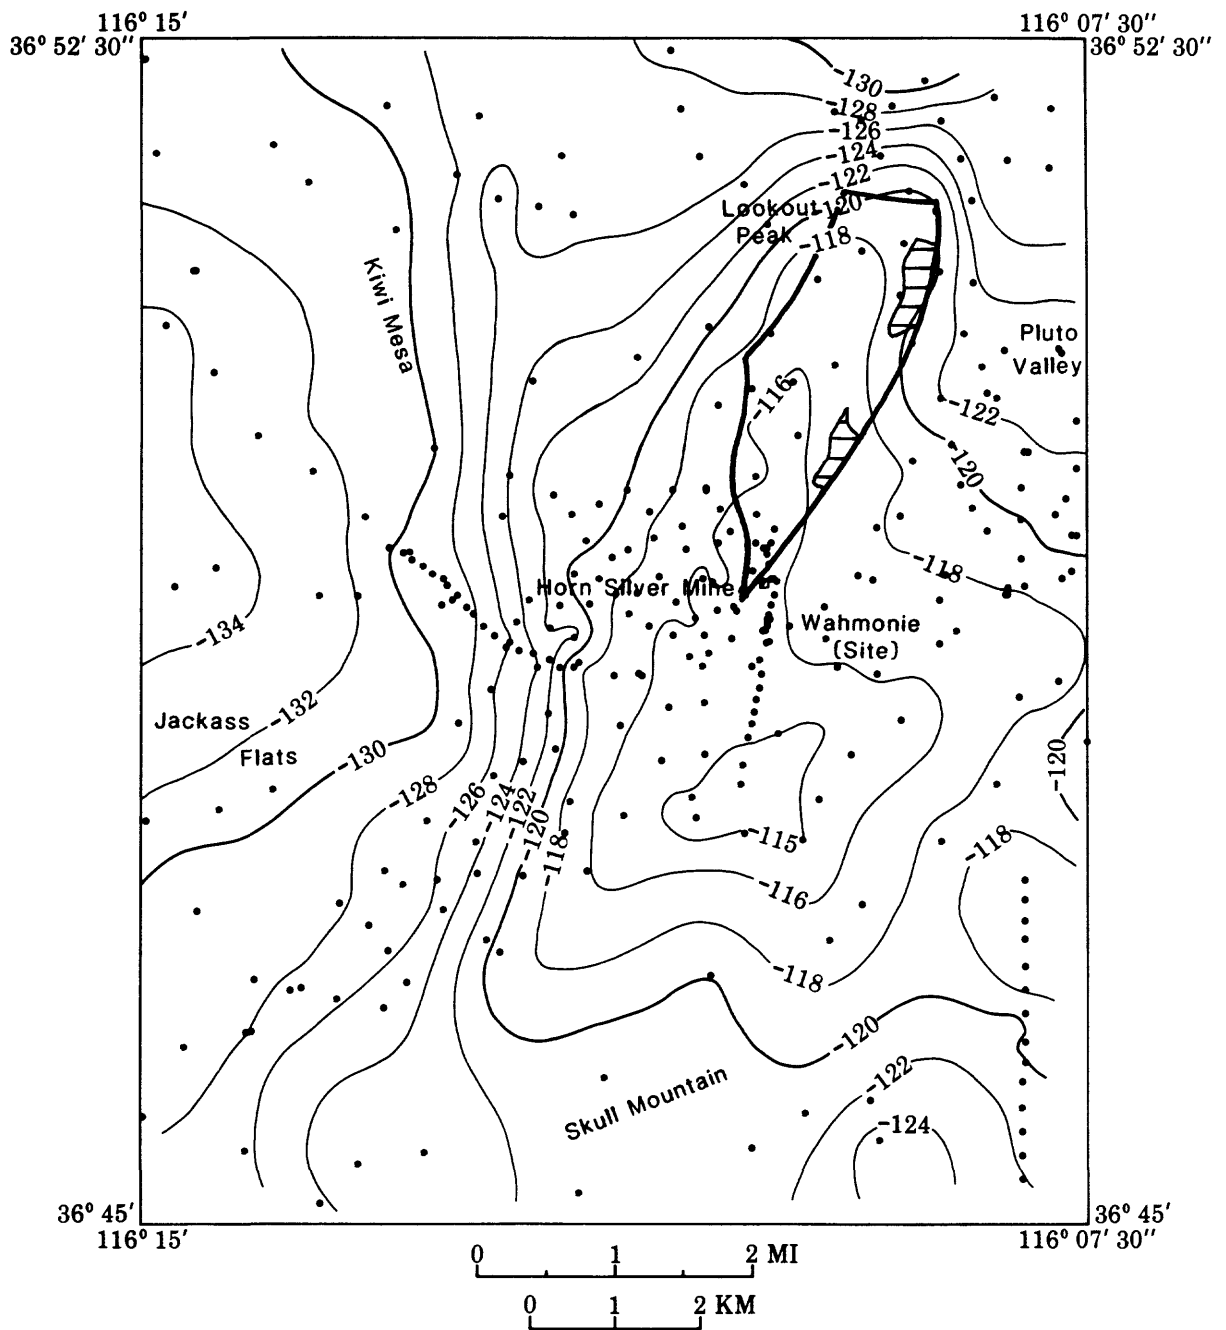 116° 15′
116° 07′ 30″
36° 52′ 30″
36° 52′ 30″
-130
-128
-126
-124
-122
Lookout
-120
Peak
-118
Kiwi Mesa
Pluto
Valley
-116
-122
-120
-118
Horn Silver Mine
Wahmonie
(Site)
-134
-132
Jackass
Flats
-130
-120
-128
-126
-124
-122
-120
-118
-115
-118
-116
-118
-120
-122
Skull Mountain
-124
36° 45′
36° 45′
116° 15′
116° 07′ 30″
0 1 2 MI
0 1 2 KM